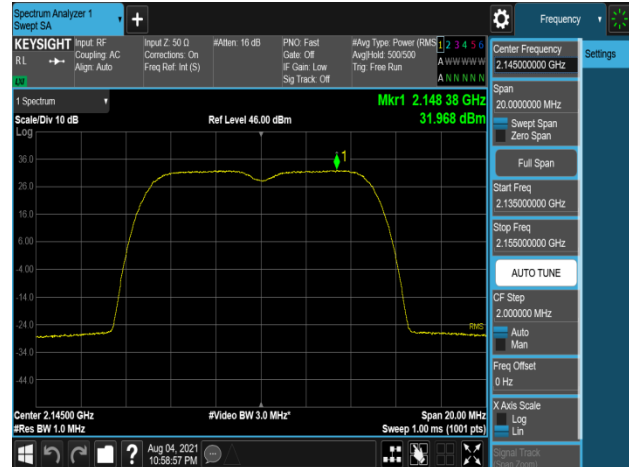 Spectrum Analyzer 1
Swept SA
+
Frequency
KEYSIGHT
RL
Input: RF
Coupling: AC
Align: Auto
Input Z: 50 Ω
Corrections: On
Freq Ref: Int (S)
#Atten: 16 dB
PNO: Fast
Gate: Off
IF Gain: Low
Sig Track: Off
#Avg Type: Power (RMS
Avg|Hold: 500/500
Trig: Free Run
1 2 3 4 5 6
A W W W W W
A N N N N N
1 Spectrum
Scale/Div 10 dB
Log
Ref Level 46.00 dBm
Mkr1 2.148 38 GHz
31.968 dBm
36.0
26.0
16.0
6.00
-4.00
-14.0
-24.0
-34.0
-44.0
1
RMS
Center 2.14500 GHz
#Res BW 1.0 MHz
#Video BW 3.0 MHz*
Span 20.00 MHz
Sweep 1.00 ms (1001 pts)
?
Aug 04, 2021
10:58:57 PM
Center Frequency
2.145000000 GHz
Settings
Span
20.0000000 MHz
Swept Span
Zero Span
Full Span
Start Freq
2.135000000 GHz
Stop Freq
2.155000000 GHz
AUTO TUNE
CF Step
2.000000 MHz
Auto
Man
Freq Offset
0 Hz
X Axis Scale
Log
Lin
Signal Track
(Span Zoom)